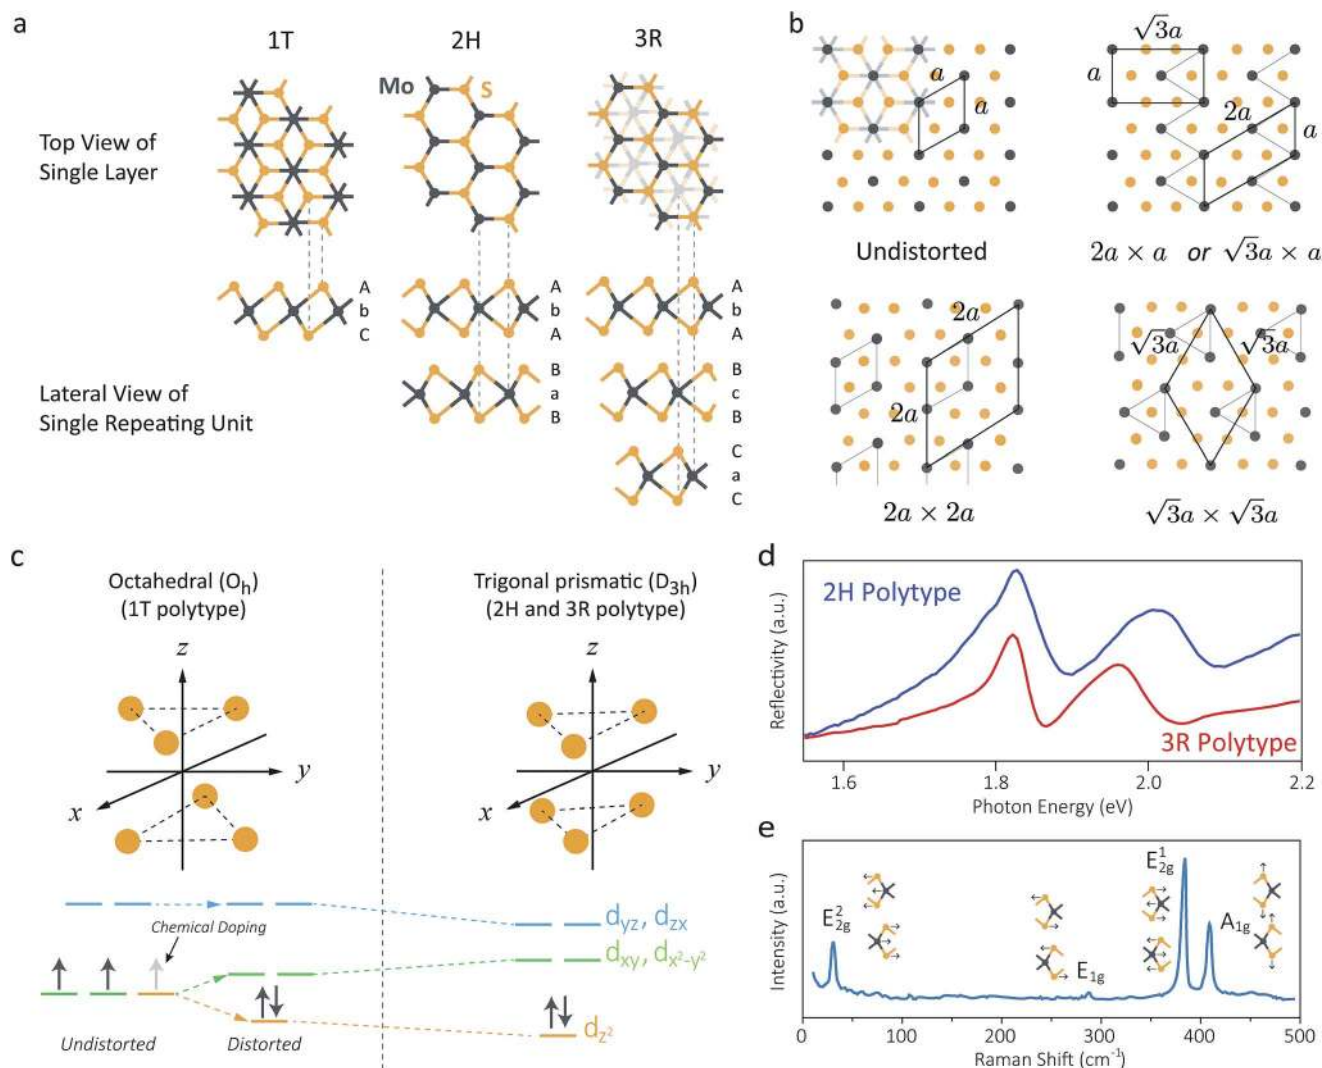 a
1T
2H
3R
Mo
S
Top View of
Single Layer
A
b
C
A
b
A
A
b
A
Lateral View of
Single Repeating Unit
B
a
B
B
c
B
C
a
C
b
a
a
Undistorted
√3a
a
2a
a
2a × a or √3a × a
2a
2a
2a × 2a
√3a
√3a
√3a × √3a
c
Octahedral (Oh)
(1T polytype)
Trigonal prismatic (D3h)
(2H and 3R polytype)
z
y
x
z
y
x
Chemical Doping
Undistorted
Distorted
dyz, dzx
dxy, dx²-y²
dz²
d
Reflectivity (a.u.)
2H Polytype
3R Polytype
1.6
1.8
2.0
2.2
Photon Energy (eV)
e
Intensity (a.u.)
E²2g
E1g
E¹2g
A1g
0
100
200
300
400
500
Raman Shift (cm⁻¹)